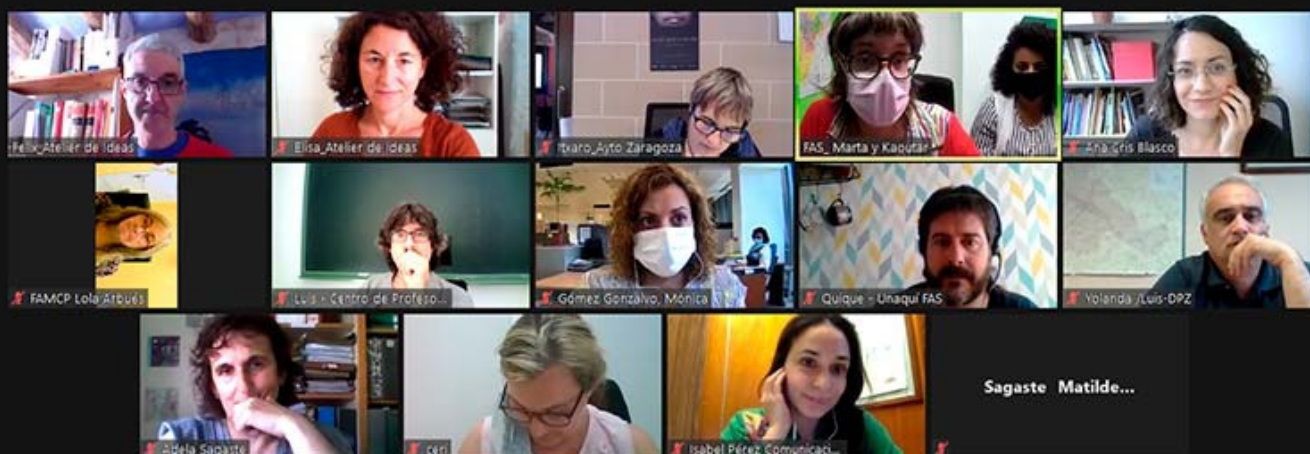 Felix_Atelier de Ideas
Elisa_Atelier de Ideas
Itxaro_Ayto Zaragoza
FAS_ Marta y Kaoutar
Ana Cris Blasco
FAMCP Lola Arbués
Luis - Centro de Profeso...
Gómez Gonzalvo, Mónica
Quique - Unaquí FAS
Yolanda /Luis-DPZ
Adela Sagaste
ceri
Isabel Pérez Comunicaci...
Sagaste Matilde...